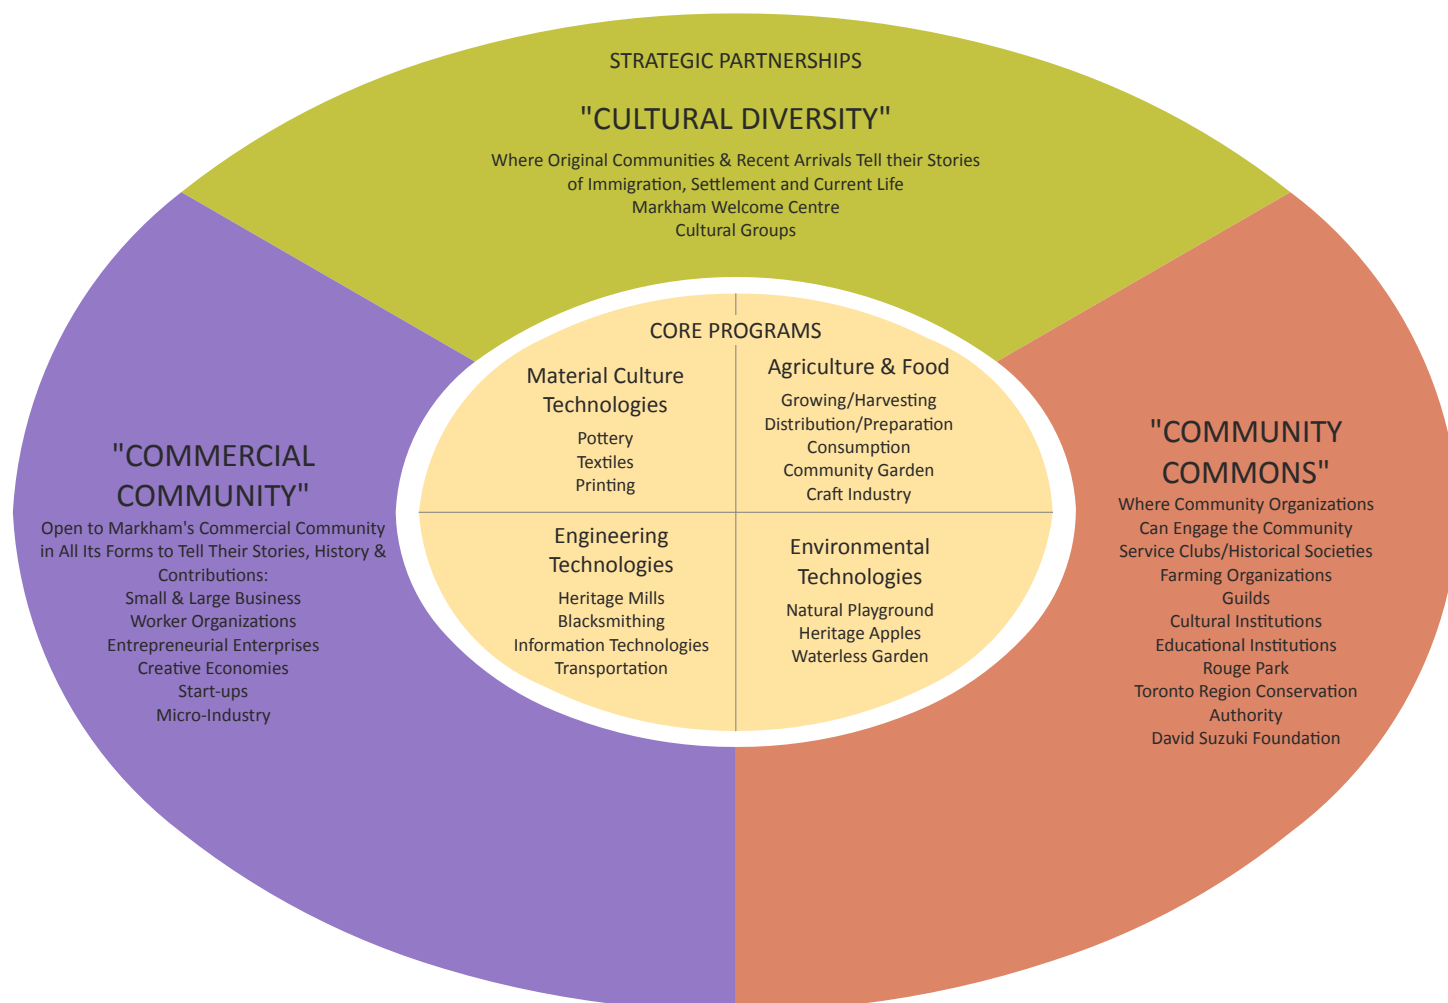 STRATEGIC PARTNERSHIPS
"CULTURAL DIVERSITY"
Where Original Communities & Recent Arrivals Tell their Stories
of Immigration, Settlement and Current Life
Markham Welcome Centre
Cultural Groups
CORE PROGRAMS
Material Culture
Technologies
Pottery
Textiles
Printing
Agriculture & Food
Growing/Harvesting
Distribution/Preparation
Consumption
Community Garden
Craft Industry
Engineering
Technologies
Heritage Mills
Blacksmithing
Information Technologies
Transportation
Environmental
Technologies
Natural Playground
Heritage Apples
Waterless Garden
"COMMERCIAL
COMMUNITY"
Open to Markham's Commercial Community
in All Its Forms to Tell Their Stories, History &
Contributions:
Small & Large Business
Worker Organizations
Entrepreneurial Enterprises
Creative Economies
Start-ups
Micro-Industry
"COMMUNITY
COMMONS"
Where Community Organizations
Can Engage the Community
Service Clubs/Historical Societies
Farming Organizations
Guilds
Cultural Institutions
Educational Institutions
Rouge Park
Toronto Region Conservation
Authority
David Suzuki Foundation